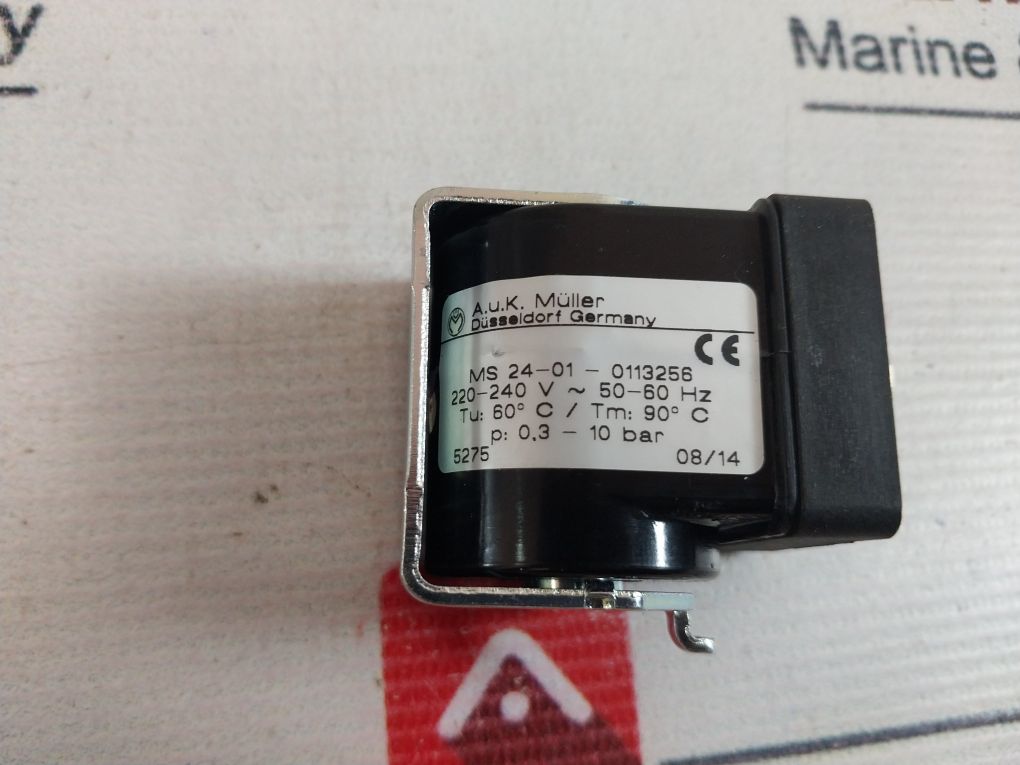 y
Marine &
A.u.K. Müller
Düsseldorf Germany
CE
MS 24-01 - 0113256
220-240 V ~ 50-60 Hz
Tu: 60° C / Tm: 90° C
p: 0,3 - 10 bar
5275 08/14